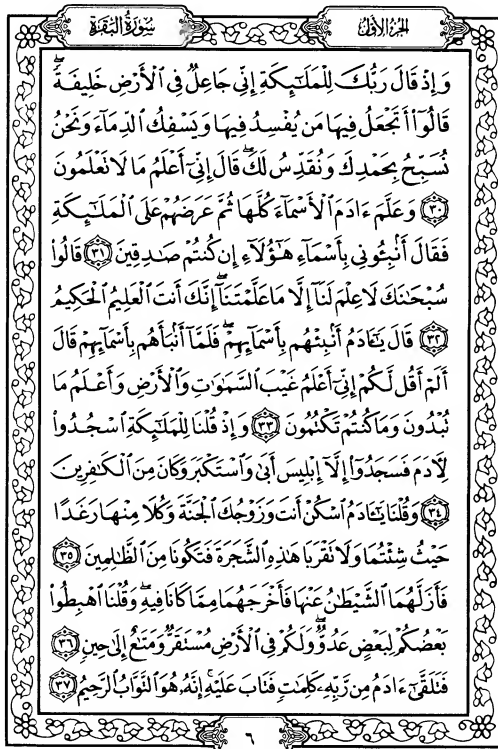 الجزء الأول
سورة البقرة
وَإِذْ قَالَ رَبُّكَ لِلْمَلَٰٓئِكَةِ إِنِّي جَاعِلٌ فِي ٱلْأَرْضِ خَلِيفَةً ۖ
قَالُوٓا۟ أَتَجْعَلُ فِيهَا مَن يُفْسِدُ فِيهَا وَيَسْفِكُ ٱلدِّمَآءَ وَنَحْنُ
نُسَبِّحُ بِحَمْدِكَ وَنُقَدِّسُ لَكَ ۖ قَالَ إِنِّيٓ أَعْلَمُ مَا لَا تَعْلَمُونَ
٣٠ وَعَلَّمَ ءَادَمَ ٱلْأَسْمَآءَ كُلَّهَا ثُمَّ عَرَضَهُمْ عَلَى ٱلْمَلَٰٓئِكَةِ
فَقَالَ أَنۢبِـُٔونِي بِأَسْمَآءِ هَٰٓؤُلَآءِ إِن كُنتُمْ صَٰدِقِينَ ٣١ قَالُوا۟
سُبْحَٰنَكَ لَا عِلْمَ لَنَآ إِلَّا مَا عَلَّمْتَنَآ ۖ إِنَّكَ أَنتَ ٱلْعَلِيمُ ٱلْحَكِيمُ
٣٢ قَالَ يَٰٓـَٔادَمُ أَنۢبِئْهُم بِأَسْمَآئِهِمْ ۖ فَلَمَّآ أَنۢبَأَهُم بِأَسْمَآئِهِمْ قَالَ
أَلَمْ أَقُل لَّكُمْ إِنِّيٓ أَعْلَمُ غَيْبَ ٱلسَّمَٰوَٰتِ وَٱلْأَرْضِ وَأَعْلَمُ مَا
تُبْدُونَ وَمَا كُنتُمْ تَكْتُمُونَ ٣٣ وَإِذْ قُلْنَا لِلْمَلَٰٓئِكَةِ ٱسْجُدُوا۟
لِـَٔادَمَ فَسَجَدُوٓا۟ إِلَّآ إِبْلِيسَ أَبَىٰ وَٱسْتَكْبَرَ وَكَانَ مِنَ ٱلْكَٰفِرِينَ
٣٤ وَقُلْنَا يَٰٓـَٔادَمُ ٱسْكُنْ أَنتَ وَزَوْجُكَ ٱلْجَنَّةَ وَكُلَا مِنْهَا رَغَدًا
حَيْثُ شِئْتُمَا وَلَا تَقْرَبَا هَٰذِهِ ٱلشَّجَرَةَ فَتَكُونَا مِنَ ٱلظَّٰلِمِينَ ٣٥
فَأَزَلَّهُمَا ٱلشَّيْطَٰنُ عَنْهَا فَأَخْرَجَهُمَا مِمَّا كَانَا فِيهِ ۖ وَقُلْنَا ٱهْبِطُوا۟
بَعْضُكُمْ لِبَعْضٍ عَدُوٌّ ۖ وَلَكُمْ فِي ٱلْأَرْضِ مُسْتَقَرٌّ وَمَتَٰعٌ إِلَىٰ حِينٍ ٣٦
فَتَلَقَّىٰٓ ءَادَمُ مِن رَّبِّهِۦ كَلِمَٰتٍ فَتَابَ عَلَيْهِ ۚ إِنَّهُۥ هُوَ ٱلتَّوَّابُ ٱلرَّحِيمُ ٣٧
٦